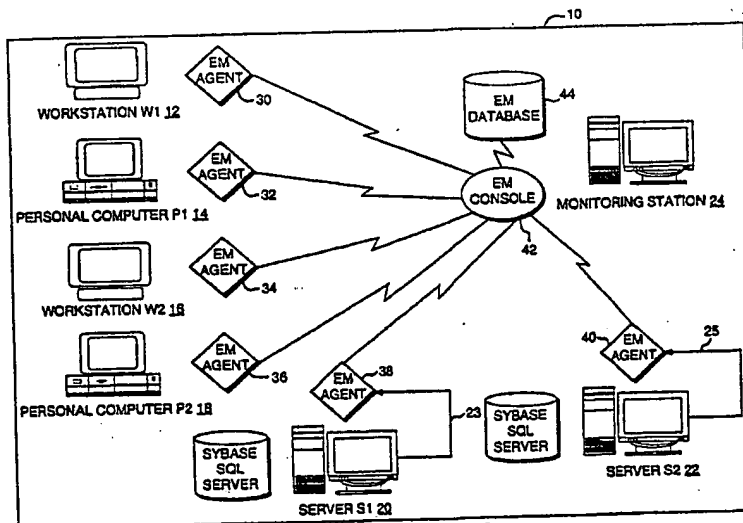 10
EM
AGENT
30
WORKSTATION W1 12
EM
DATABASE
44
EM
AGENT
32
PERSONAL COMPUTER P1 14
EM
CONSOLE
42
MONITORING STATION 24
EM
AGENT
34
WORKSTATION W2 16
EM
AGENT
36
PERSONAL COMPUTER P2 18
EM
AGENT
38
23
40
EM
AGENT
25
SYBASE
SQL
SERVER
SERVER S1 20
SYBASE
SQL
SERVER
SERVER S2 22